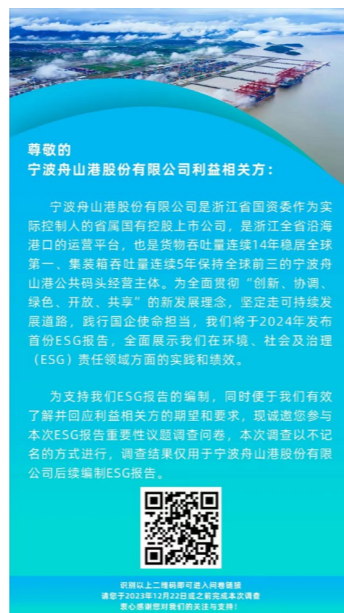 尊敬的
宁波舟山港股份有限公司利益相关方：
宁波舟山港股份有限公司是浙江省国资委作为实
际控制人的省属国有控股上市公司，是浙江全省沿海
港口的运营平台，也是货物吞吐量连续14年稳居全球
第一、集装箱吞吐量连续5年保持全球前三的宁波舟
山港公共码头经营主体。为全面贯彻“创新、协调、
绿色、开放、共享”的新发展理念，坚定走可持续发
展道路，践行国企使命担当，我们将于2024年发布
首份ESG报告，全面展示我们在环境、社会及治理
（ESG）责任领域方面的实践和绩效。
为支持我们ESG报告的编制，同时便于我们有效
了解并回应利益相关方的期望和要求，现诚邀您参与
本次ESG报告重要性议题调查问卷，本次调查以不记
名的方式进行，调查结果仅用于宁波舟山港股份有限
公司后续编制ESG报告。
识别以上二维码即可进入问卷链接
请您于2023年12月22日或之前完成本次调查
衷心感谢您对我们的关注与支持！